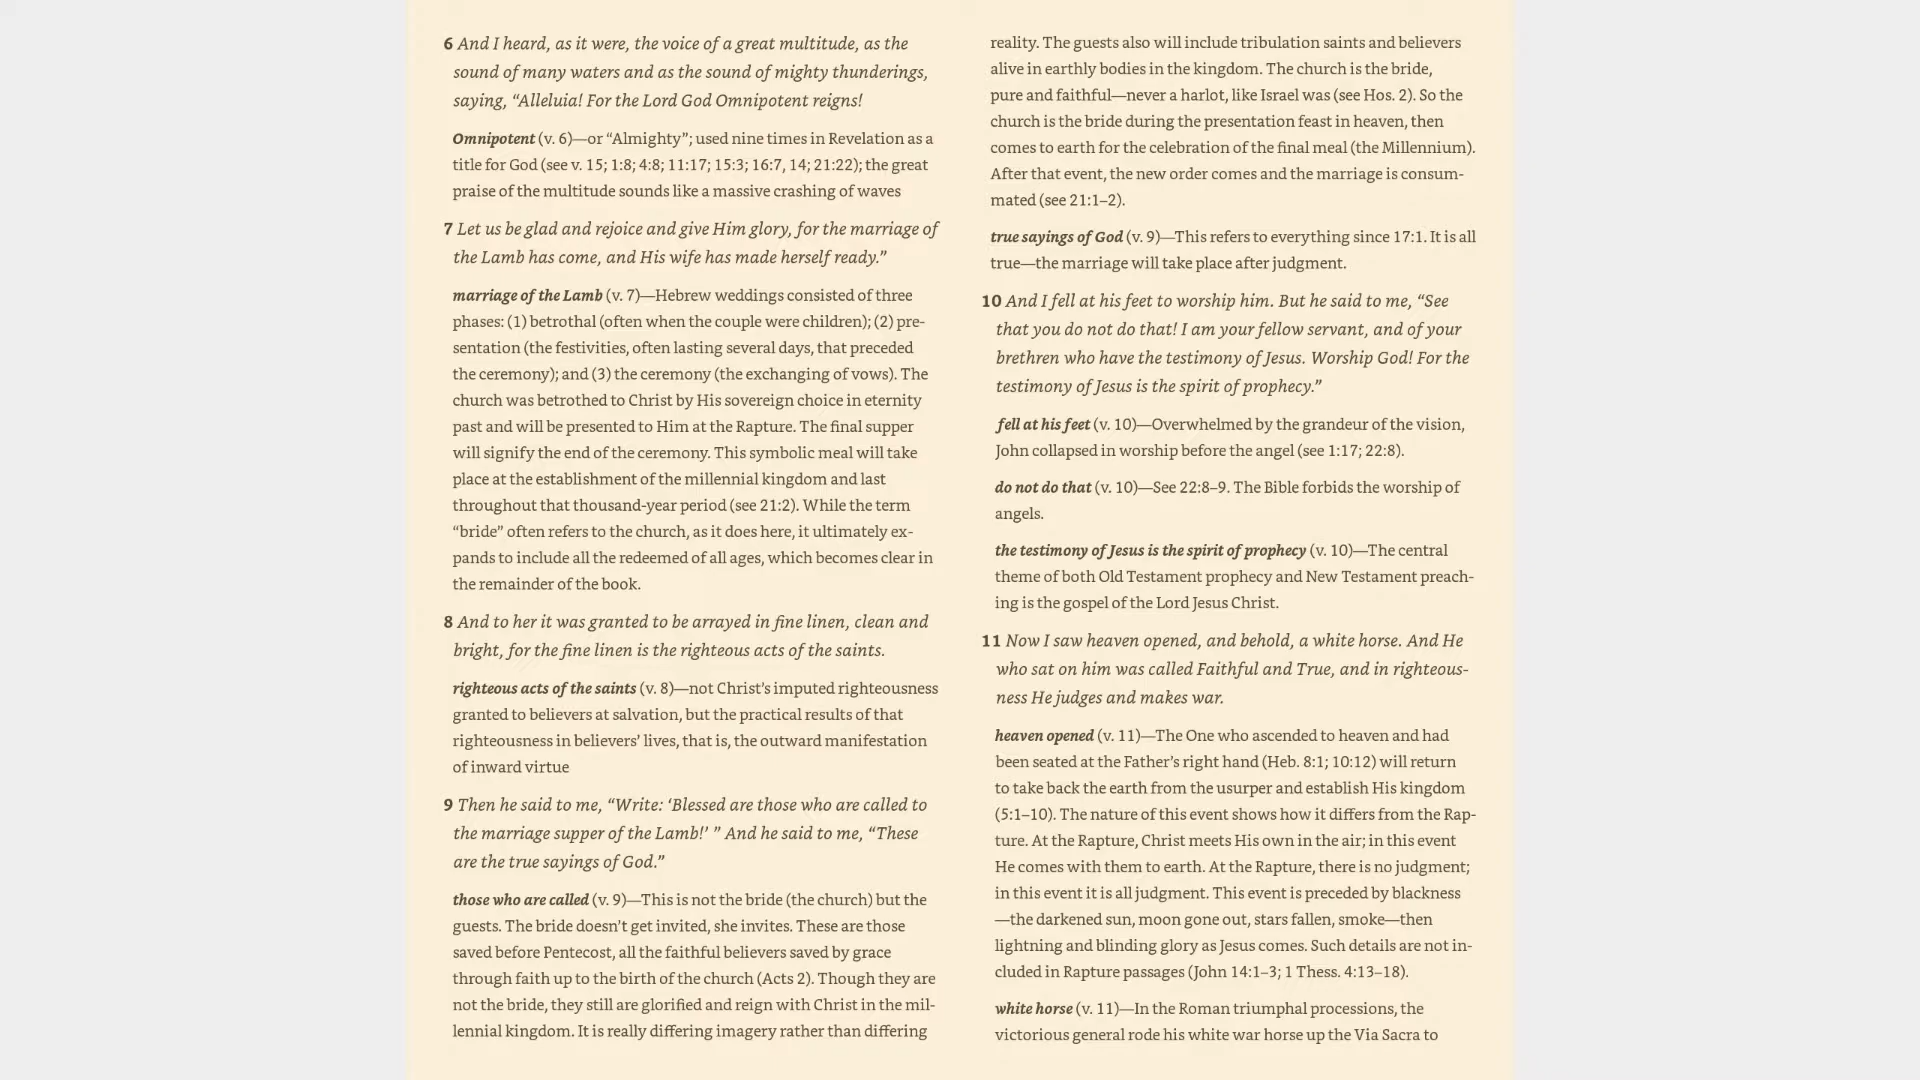 6 And I heard, as it were, the voice of a great multitude, as the
sound of many waters and as the sound of mighty thunderings,
saying, “Alleluia! For the Lord God Omnipotent reigns!
Omnipotent (v. 6)—or “Almighty”; used nine times in Revelation as a
title for God (see v. 15; 1:8; 4:8; 11:17; 15:3; 16:7, 14; 21:22); the great
praise of the multitude sounds like a massive crashing of waves
7 Let us be glad and rejoice and give Him glory, for the marriage of
the Lamb has come, and His wife has made herself ready.”
marriage of the Lamb (v. 7)—Hebrew weddings consisted of three
phases: (1) betrothal (often when the couple were children); (2) pre-
sentation (the festivities, often lasting several days, that preceded
the ceremony); and (3) the ceremony (the exchanging of vows). The
church was betrothed to Christ by His sovereign choice in eternity
past and will be presented to Him at the Rapture. The final supper
will signify the end of the ceremony. This symbolic meal will take
place at the establishment of the millennial kingdom and last
throughout that thousand-year period (see 21:2). While the term
“bride” often refers to the church, as it does here, it ultimately ex-
pands to include all the redeemed of all ages, which becomes clear in
the remainder of the book.
8 And to her it was granted to be arrayed in fine linen, clean and
bright, for the fine linen is the righteous acts of the saints.
righteous acts of the saints (v. 8)—not Christ’s imputed righteousness
granted to believers at salvation, but the practical results of that
righteousness in believers’ lives, that is, the outward manifestation
of inward virtue
9 Then he said to me, “Write: ‘Blessed are those who are called to
the marriage supper of the Lamb!’ ” And he said to me, “These
are the true sayings of God.”
those who are called (v. 9)—This is not the bride (the church) but the
guests. The bride doesn’t get invited, she invites. These are those
saved before Pentecost, all the faithful believers saved by grace
through faith up to the birth of the church (Acts 2). Though they are
not the bride, they still are glorified and reign with Christ in the mil-
lennial kingdom. It is really differing imagery rather than differing
reality. The guests also will include tribulation saints and believers
alive in earthly bodies in the kingdom. The church is the bride,
pure and faithful—never a harlot, like Israel was (see Hos. 2). So the
church is the bride during the presentation feast in heaven, then
comes to earth for the celebration of the final meal (the Millennium).
After that event, the new order comes and the marriage is consum-
mated (see 21:1–2).
true sayings of God (v. 9)—This refers to everything since 17:1. It is all
true—the marriage will take place after judgment.
10 And I fell at his feet to worship him. But he said to me, “See
that you do not do that! I am your fellow servant, and of your
brethren who have the testimony of Jesus. Worship God! For the
testimony of Jesus is the spirit of prophecy.”
fell at his feet (v. 10)—Overwhelmed by the grandeur of the vision,
John collapsed in worship before the angel (see 1:17; 22:8).
do not do that (v. 10)—See 22:8–9. The Bible forbids the worship of
angels.
the testimony of Jesus is the spirit of prophecy (v. 10)—The central
theme of both Old Testament prophecy and New Testament preach-
ing is the gospel of the Lord Jesus Christ.
11 Now I saw heaven opened, and behold, a white horse. And He
who sat on him was called Faithful and True, and in righteous-
ness He judges and makes war.
heaven opened (v. 11)—The One who ascended to heaven and had
been seated at the Father’s right hand (Heb. 8:1; 10:12) will return
to take back the earth from the usurper and establish His kingdom
(5:1–10). The nature of this event shows how it differs from the Rap-
ture. At the Rapture, Christ meets His own in the air; in this event
He comes with them to earth. At the Rapture, there is no judgment;
in this event it is all judgment. This event is preceded by blackness
—the darkened sun, moon gone out, stars fallen, smoke—then
lightning and blinding glory as Jesus comes. Such details are not in-
cluded in Rapture passages (John 14:1–3; 1 Thess. 4:13–18).
white horse (v. 11)—In the Roman triumphal processions, the
victorious general rode his white war horse up the Via Sacra to